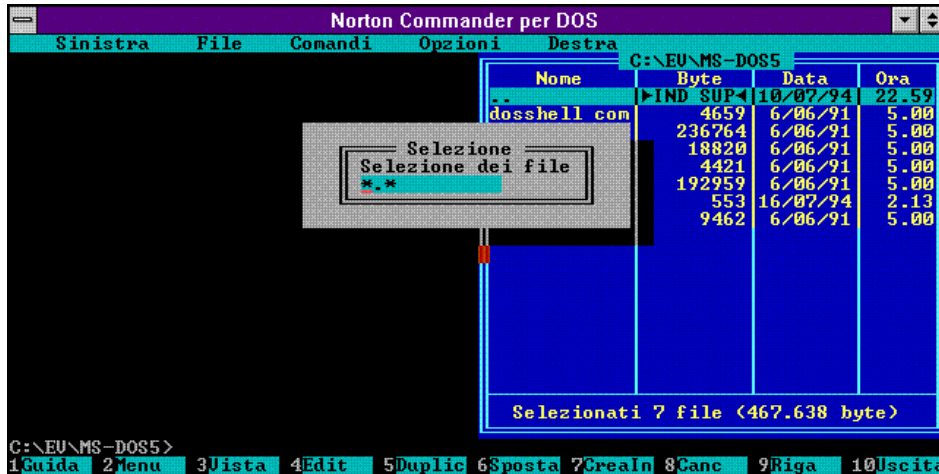 Norton Commander per DOS
Sinistra File Comandi Opzioni Destra
C:\EV\MS-DOS5
Nome Byte Data Ora
.. ►IND SUP◄ 10/07/94 22.59
dosshell com 4659 6/06/91 5.00
236764 6/06/91 5.00
18820 6/06/91 5.00
4421 6/06/91 5.00
192959 6/06/91 5.00
553 16/07/94 2.13
9462 6/06/91 5.00
Selezione
Selezione dei file
*.*
Selezionati 7 file (467.638 byte)
C:\EV\MS-DOS5>
1Guida 2Menu 3Vista 4Edit 5Duplic 6Sposta 7CreaIn 8Canc 9Riga 10Uscit